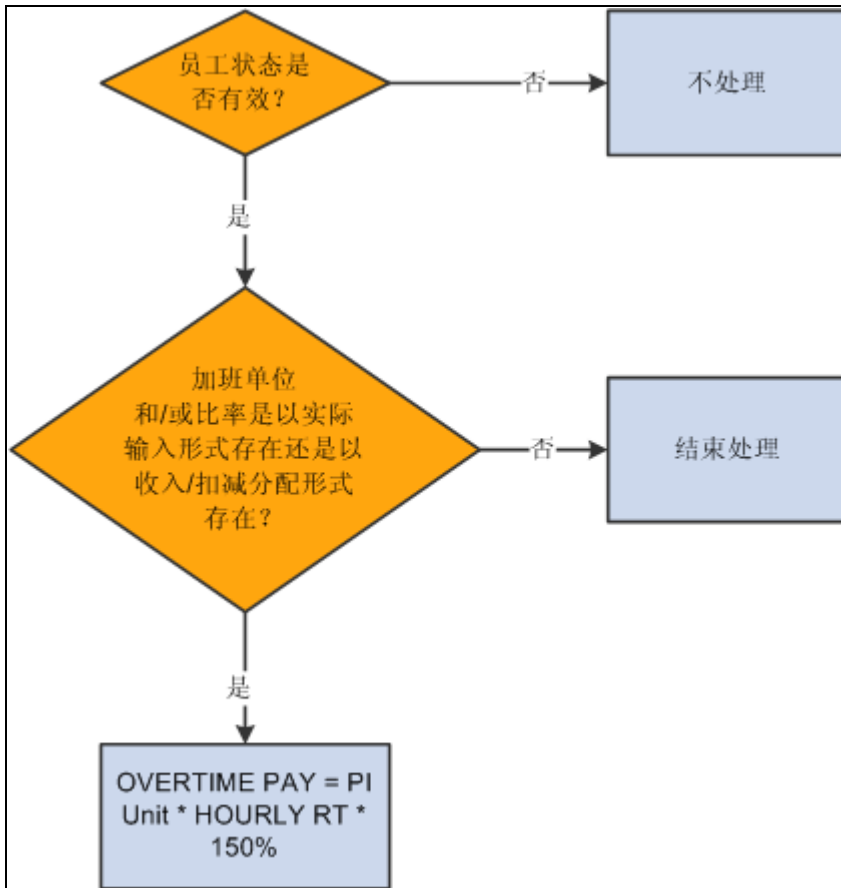 员工状态是
否有效?
否
不处理
是
加班单位
和/或比率是以实际
输入形式存在还是以
收入/扣减分配形式
存在?
否
结束处理
是
OVERTIME PAY = PI
Unit * HOURLY RT *
150%